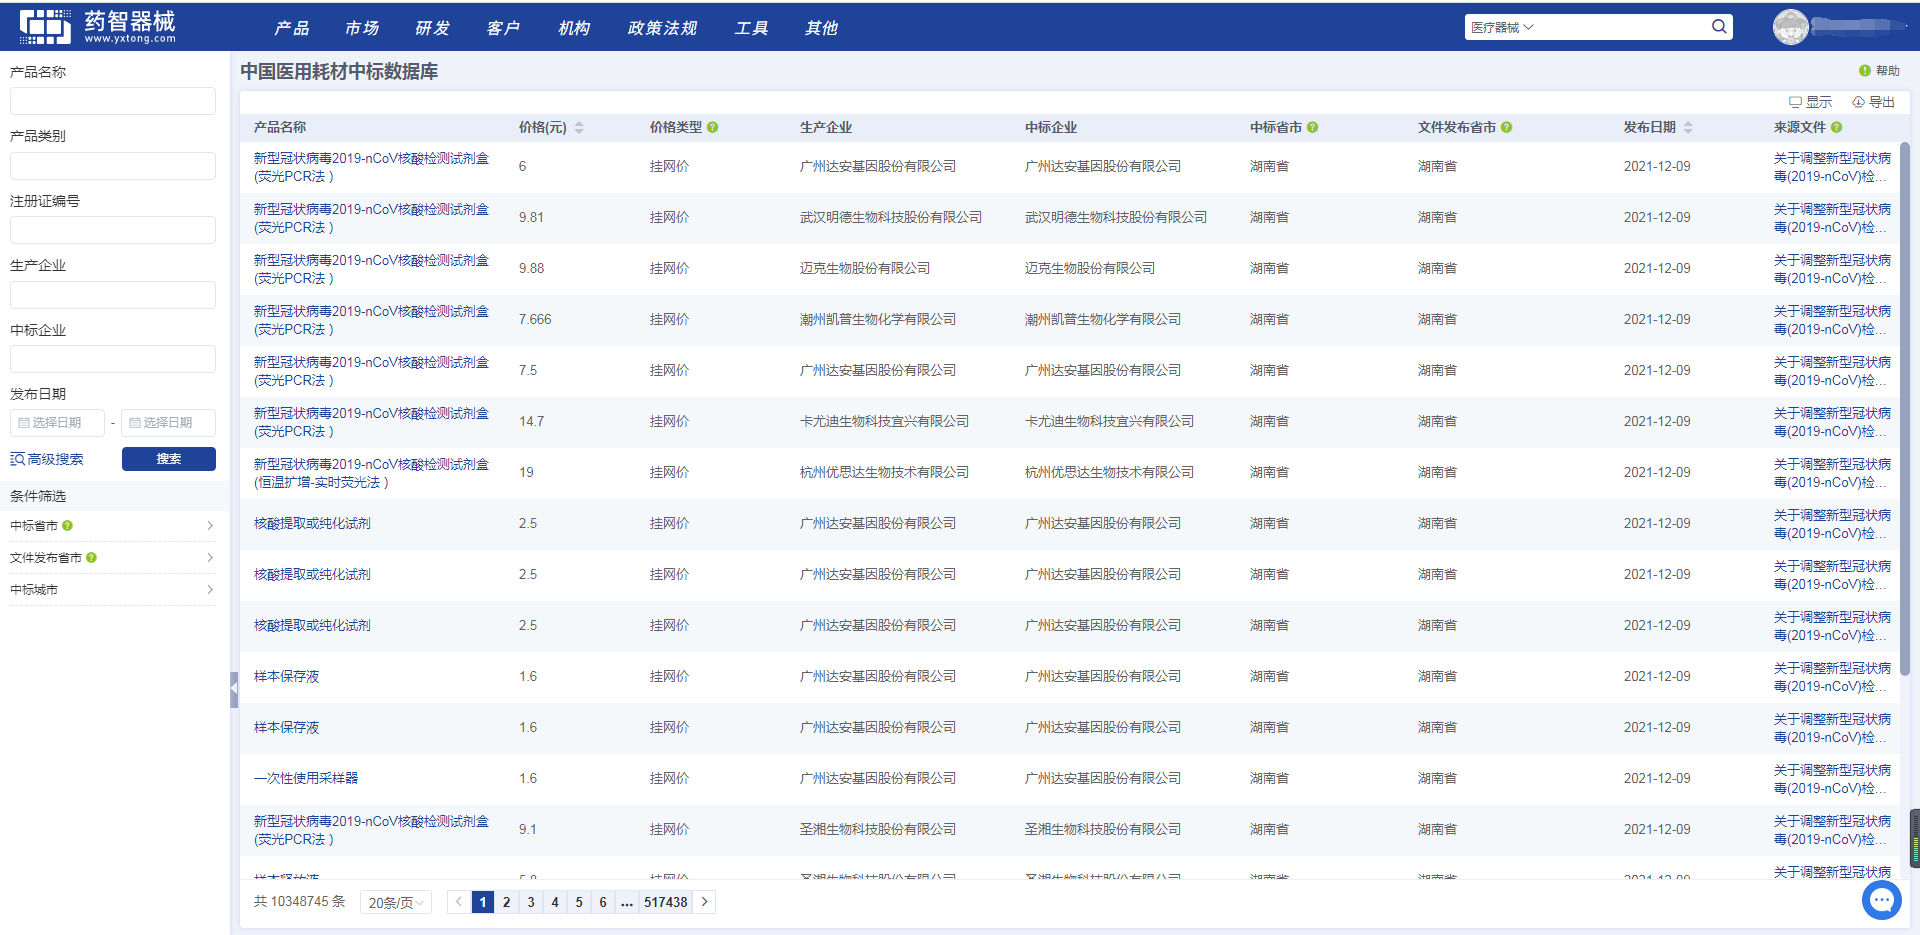 药智器械
www.yxtong.com
产品 市场 研发 客户 机构 政策法规 工具 其他
医疗器械
产品名称
产品类别
注册证编号
生产企业
中标企业
发布日期
选择日期 - 选择日期
高级搜索 搜索
条件筛选
中标省市
文件发布省市
中标城市
中国医用耗材中标数据库
帮助
显示 导出
产品名称 价格(元) 价格类型 生产企业 中标企业 中标省市 文件发布省市 发布日期 来源文件
新型冠状病毒2019-nCoV核酸检测试剂盒 6 挂网价 广州达安基因股份有限公司 广州达安基因股份有限公司 湖南省 湖南省 2021-12-09 关于调整新型冠状病
(荧光PCR法 ) 毒(2019-nCoV)检...
新型冠状病毒2019-nCoV核酸检测试剂盒 9.81 挂网价 武汉明德生物科技股份有限公司 武汉明德生物科技股份有限公司 湖南省 湖南省 2021-12-09 关于调整新型冠状病
(荧光PCR法 ) 毒(2019-nCoV)检...
新型冠状病毒2019-nCoV核酸检测试剂盒 9.88 挂网价 迈克生物股份有限公司 迈克生物股份有限公司 湖南省 湖南省 2021-12-09 关于调整新型冠状病
(荧光PCR法 ) 毒(2019-nCoV)检...
新型冠状病毒2019-nCoV核酸检测试剂盒 7.666 挂网价 潮州凯普生物化学有限公司 潮州凯普生物化学有限公司 湖南省 湖南省 2021-12-09 关于调整新型冠状病
(荧光PCR法 ) 毒(2019-nCoV)检...
新型冠状病毒2019-nCoV核酸检测试剂盒 7.5 挂网价 广州达安基因股份有限公司 广州达安基因股份有限公司 湖南省 湖南省 2021-12-09 关于调整新型冠状病
(荧光PCR法 ) 毒(2019-nCoV)检...
新型冠状病毒2019-nCoV核酸检测试剂盒 14.7 挂网价 卡尤迪生物科技宜兴有限公司 卡尤迪生物科技宜兴有限公司 湖南省 湖南省 2021-12-09 关于调整新型冠状病
(荧光PCR法 ) 毒(2019-nCoV)检...
新型冠状病毒2019-nCoV核酸检测试剂盒 19 挂网价 杭州优思达生物技术有限公司 杭州优思达生物技术有限公司 湖南省 湖南省 2021-12-09 关于调整新型冠状病
(恒温扩增-实时荧光法 ) 毒(2019-nCoV)检...
核酸提取或纯化试剂 2.5 挂网价 广州达安基因股份有限公司 广州达安基因股份有限公司 湖南省 湖南省 2021-12-09 关于调整新型冠状病
毒(2019-nCoV)检...
核酸提取或纯化试剂 2.5 挂网价 广州达安基因股份有限公司 广州达安基因股份有限公司 湖南省 湖南省 2021-12-09 关于调整新型冠状病
毒(2019-nCoV)检...
核酸提取或纯化试剂 2.5 挂网价 广州达安基因股份有限公司 广州达安基因股份有限公司 湖南省 湖南省 2021-12-09 关于调整新型冠状病
毒(2019-nCoV)检...
样本保存液 1.6 挂网价 广州达安基因股份有限公司 广州达安基因股份有限公司 湖南省 湖南省 2021-12-09 关于调整新型冠状病
毒(2019-nCoV)检...
样本保存液 1.6 挂网价 广州达安基因股份有限公司 广州达安基因股份有限公司 湖南省 湖南省 2021-12-09 关于调整新型冠状病
毒(2019-nCoV)检...
一次性使用采样器 1.6 挂网价 广州达安基因股份有限公司 广州达安基因股份有限公司 湖南省 湖南省 2021-12-09 关于调整新型冠状病
毒(2019-nCoV)检...
新型冠状病毒2019-nCoV核酸检测试剂盒 9.1 挂网价 圣湘生物科技股份有限公司 圣湘生物科技股份有限公司 湖南省 湖南省 2021-12-09 关于调整新型冠状病
(荧光PCR法 ) 毒(2019-nCoV)检...
关于调整新型冠状病
共 10348745 条 20条/页 1 2 3 4 5 6 ... 517438